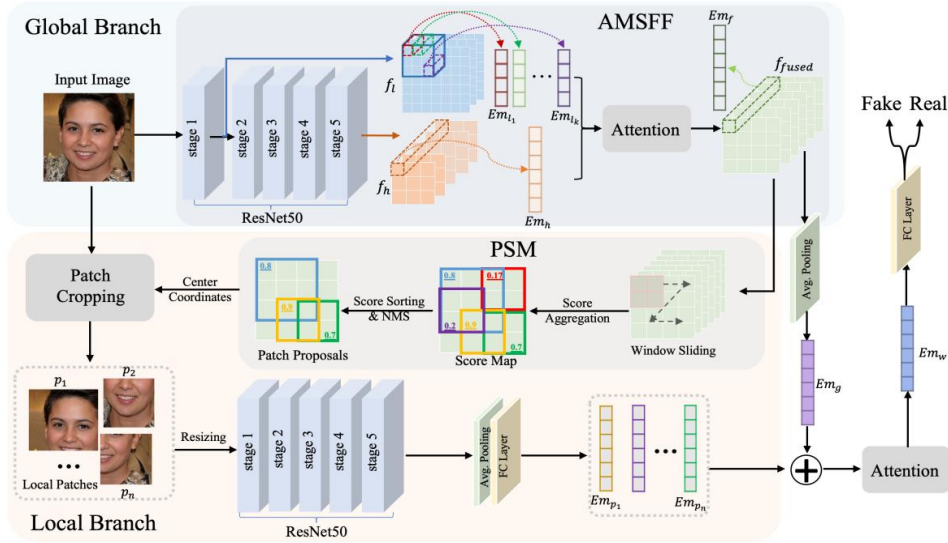 Global Branch
AMSFF
Input Image
stage 1
stage 2
stage 3
stage 4
stage 5
ResNet50
f_l
f_h
Em_{l_1}
Em_{l_k}
Em_h
Attention
Em_f
f_{fused}
Fake Real
FC Layer
Avg. Pooling
Em_w
Em_g
Attention
PSM
Patch
Cropping
Center
Coordinates
0.8
0.9
0.7
Patch Proposals
Score Sorting
& NMS
0.8
0.17
0.2
0.9
0.7
Score Map
Score
Aggregation
Window Sliding
p_1
p_2
p_n
Local Patches
Resizing
stage 1
stage 2
stage 3
stage 4
stage 5
ResNet50
Avg. Pooling
FC Layer
Em_{p_1}
Em_{p_n}
Local Branch